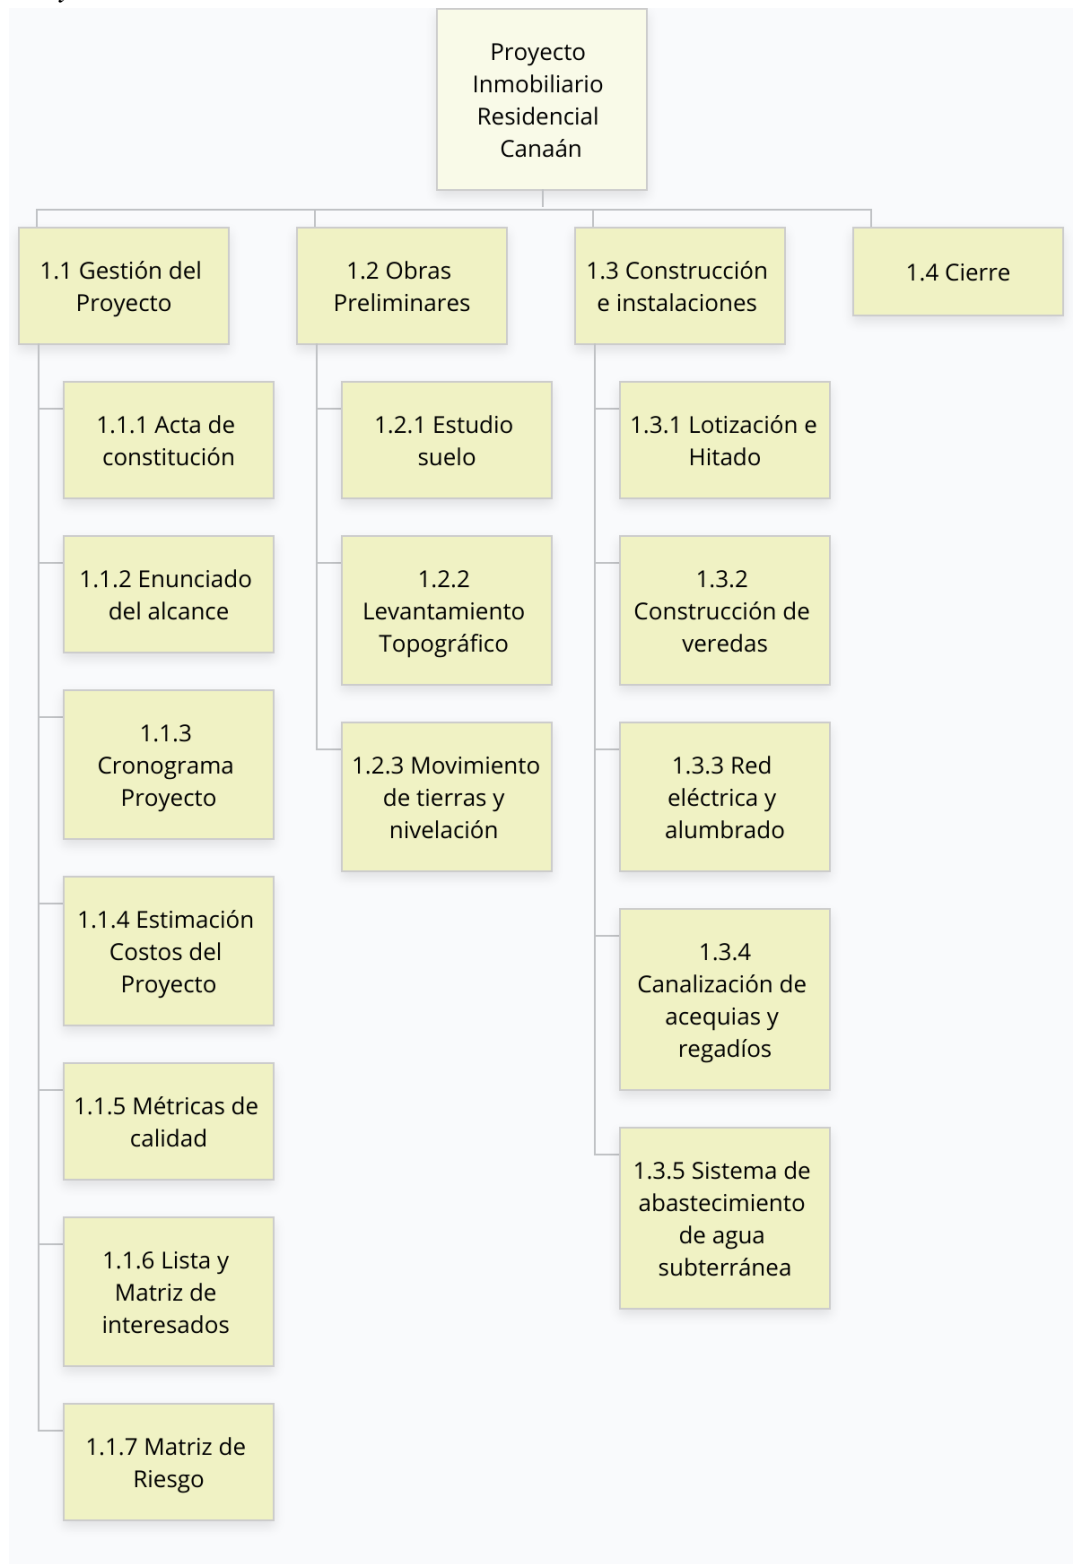 Proyecto
Inmobiliario
Residencial
Canaán
1.1 Gestión del
Proyecto
1.1.1 Acta de
constitución
1.1.2 Enunciado
del alcance
1.1.3
Cronograma
Proyecto
1.1.4 Estimación
Costos del
Proyecto
1.1.5 Métricas de
calidad
1.1.6 Lista y
Matriz de
interesados
1.1.7 Matriz de
Riesgo
1.2 Obras
Preliminares
1.2.1 Estudio
suelo
1.2.2
Levantamiento
Topográfico
1.2.3 Movimiento
de tierras y
nivelación
1.3 Construcción
e instalaciones
1.3.1 Lotización e
Hitado
1.3.2
Construcción de
veredas
1.3.3 Red
eléctrica y
alumbrado
1.3.4
Canalización de
acequias y
regadíos
1.3.5 Sistema de
abastecimiento
de agua
subterránea
1.4 Cierre